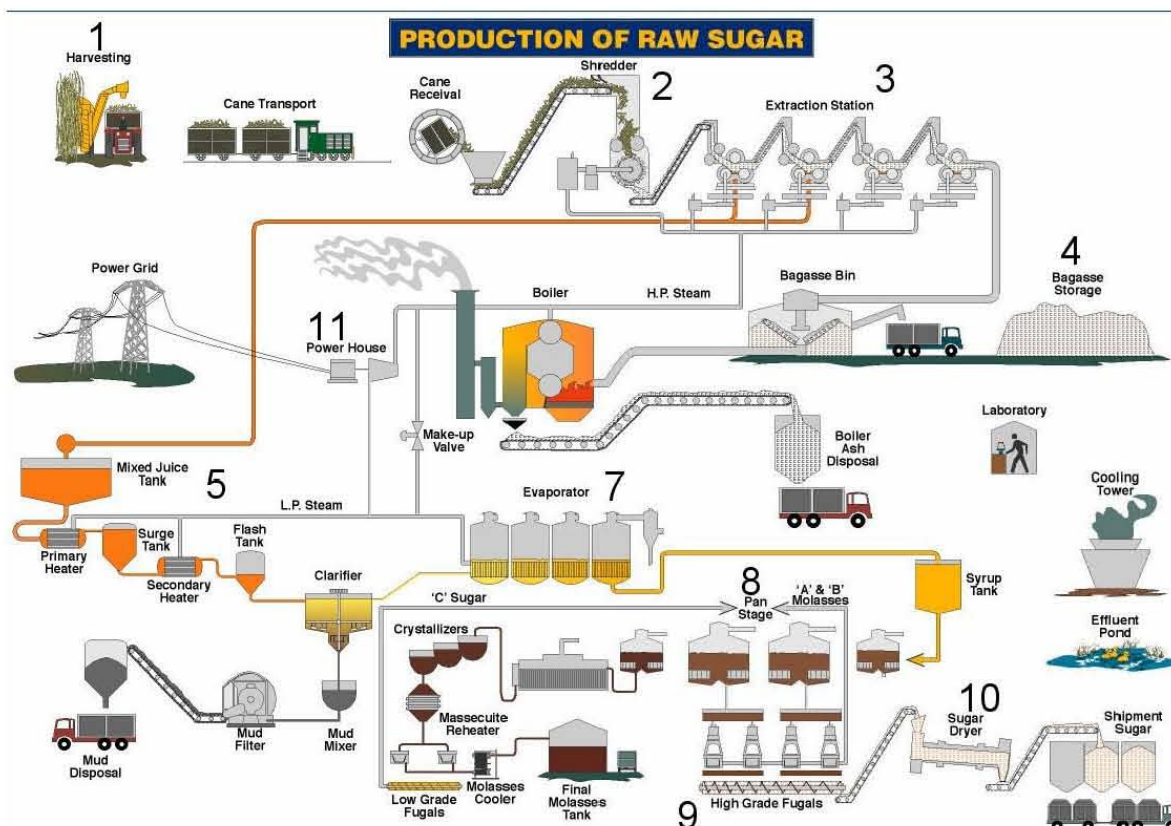 PRODUCTION OF RAW SUGAR
1
Harvesting
Cane Transport
Cane
Receival
Shredder
2
3
Extraction Station
Power Grid
11
Power House
Boiler
H.P. Steam
Bagasse Bin
4
Bagasse
Storage
Make-up
Valve
Boiler
Ash
Disposal
Laboratory
Cooling
Tower
Mixed Juice
Tank
5
L.P. Steam
Evaporator
7
Primary
Heater
Surge
Tank
Secondary
Heater
Flash
Tank
Clarifier
'C' Sugar
8
Pan
Stage
'A' & 'B'
Molasses
Syrup
Tank
Effluent
Pond
Crystallizers
Massecuite
Reheater
Mud
Disposal
Mud
Filter
Mud
Mixer
Low Grade
Fugals
Molasses
Cooler
Final
Molasses
Tank
9
High Grade Fugals
10
Sugar
Dryer
Shipment
Sugar